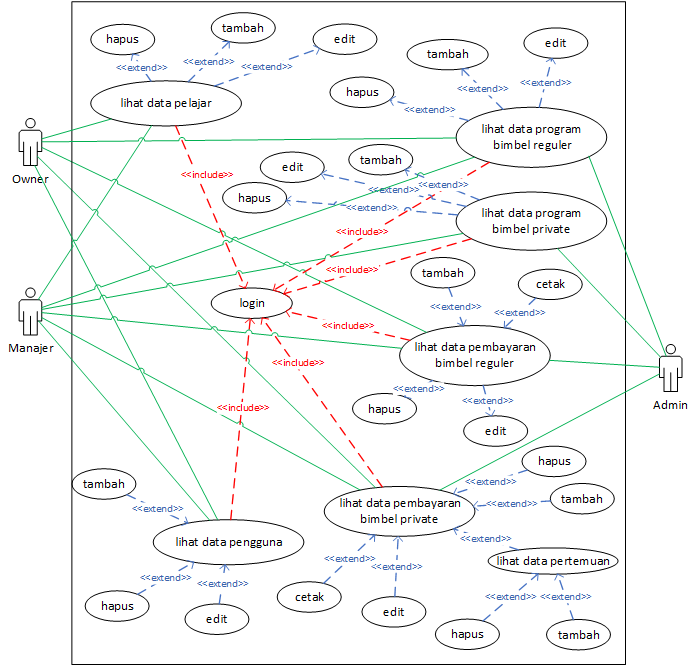 hapus
tambah
edit
<<extend>>
<<extend>>
<<extend>>
lihat data pelajar
tambah
edit
<<extend>>
<<extend>>
hapus
<<extend>>
lihat data program
bimbel reguler
Owner
<<include>>
edit
tambah
hapus
<<extend>>
<<extend>>
<<extend>>
lihat data program
bimbel private
<<include>>
<<include>>
tambah
cetak
<<extend>>
<<extend>>
login
<<include>>
Manajer
lihat data pembayaran
bimbel reguler
<<include>>
<<extend>>
<<extend>>
hapus
edit
Admin
<<include>>
hapus
<<extend>>
tambah
<<extend>>
tambah
<<extend>>
lihat data pembayaran
bimbel private
<<extend>>
lihat data pengguna
lihat data pertemuan
<<extend>>
<<extend>>
<<extend>>
<<extend>>
<<extend>>
<<extend>>
hapus
edit
cetak
edit
hapus
tambah